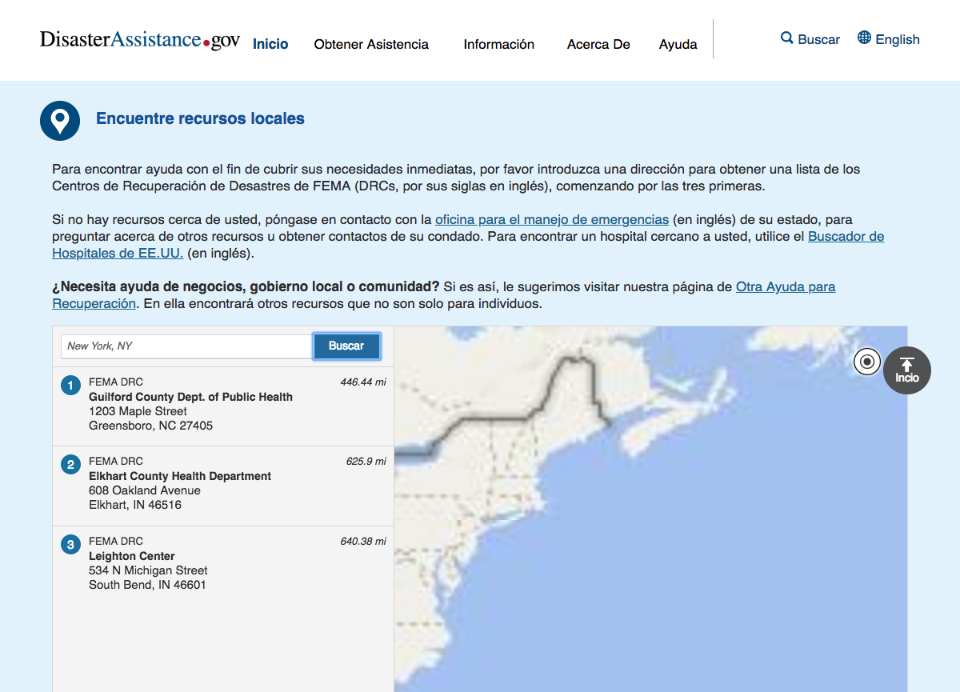 DisasterAssistance.gov
Inicio
Obtener Asistencia
Información
Acerca De
Ayuda
Buscar
English
Encuentre recursos locales
Para encontrar ayuda con el fin de cubrir sus necesidades inmediatas, por favor introduzca una dirección para obtener una lista de los
Centros de Recuperación de Desastres de FEMA (DRCs, por sus siglas en inglés), comenzando por las tres primeras.
Si no hay recursos cerca de usted, póngase en contacto con la oficina para el manejo de emergencias (en inglés) de su estado, para
preguntar acerca de otros recursos u obtener contactos de su condado. Para encontrar un hospital cercano a usted, utilice el Buscador de
Hospitales de EE.UU. (en inglés).
¿Necesita ayuda de negocios, gobierno local o comunidad? Si es así, le sugerimos visitar nuestra página de Otra Ayuda para
Recuperación. En ella encontrará otros recursos que no son solo para individuos.
New York, NY
Buscar
Incio
1
FEMA DRC
446.44 mi
Guilford County Dept. of Public Health
1203 Maple Street
Greensboro, NC 27405
2
FEMA DRC
625.9 mi
Elkhart County Health Department
608 Oakland Avenue
Elkhart, IN 46516
3
FEMA DRC
640.38 mi
Leighton Center
534 N Michigan Street
South Bend, IN 46601